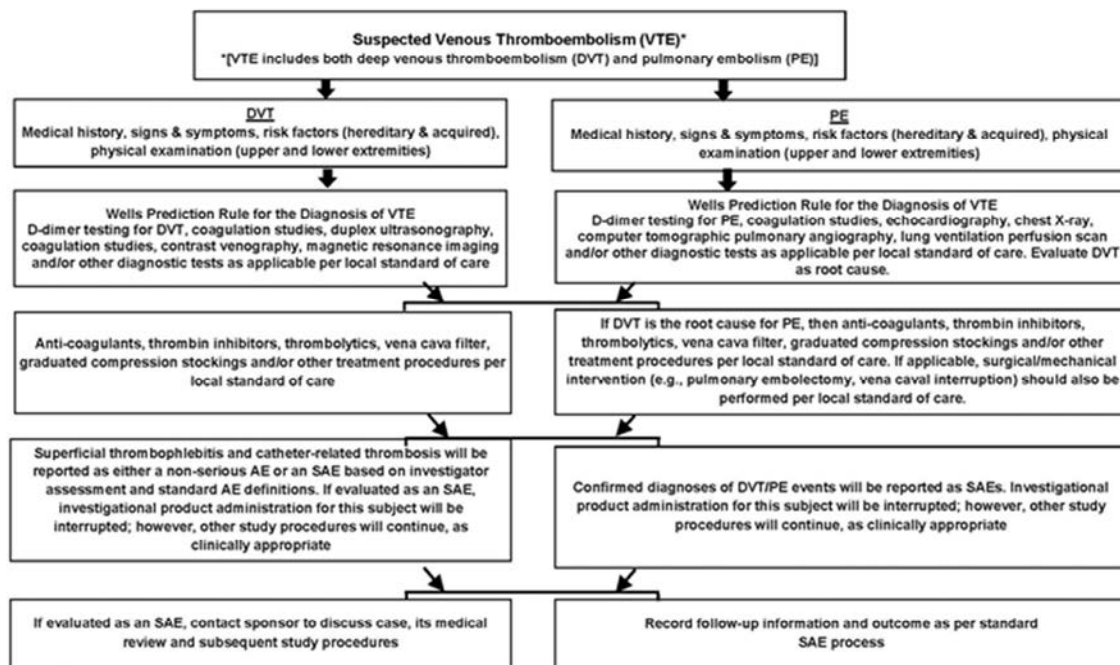 Suspected Venous Thromboembolism (VTE)*
*[VTE includes both deep venous thromboembolism (DVT) and pulmonary embolism (PE)]
DVT
Medical history, signs & symptoms, risk factors (hereditary & acquired),
physical examination (upper and lower extremities)
PE
Medical history, signs & symptoms, risk factors (hereditary & acquired), physical
examination (upper and lower extremities)
Wells Prediction Rule for the Diagnosis of VTE
D-dimer testing for DVT, coagulation studies, duplex ultrasonography,
coagulation studies, contrast venography, magnetic resonance imaging
and/or other diagnostic tests as applicable per local standard of care
Wells Prediction Rule for the Diagnosis of VTE
D-dimer testing for PE, coagulation studies, echocardiography, chest X-ray,
computer tomographic pulmonary angiography, lung ventilation perfusion scan
and/or other diagnostic tests as applicable per local standard of care. Evaluate DVT
as root cause.
Anti-coagulants, thrombin inhibitors, thrombolytics, vena cava filter,
graduated compression stockings and/or other treatment procedures per
local standard of care
If DVT is the root cause for PE, then anti-coagulants, thrombin inhibitors,
thrombolytics, vena cava filter, graduated compression stockings and/or other
treatment procedures per local standard of care. If applicable, surgical/mechanical
intervention (e.g., pulmonary embolectomy, vena caval interruption) should also be
performed per local standard of care.
Superficial thrombophlebitis and catheter-related thrombosis will be
reported as either a non-serious AE or an SAE based on investigator
assessment and standard AE definitions. If evaluated as an SAE,
investigational product administration for this subject will be
interrupted; however, other study procedures will continue, as
clinically appropriate
Confirmed diagnoses of DVT/PE events will be reported as SAEs. Investigational
product administration for this subject will be interrupted; however, other study
procedures will continue, as clinically appropriate
If evaluated as an SAE, contact sponsor to discuss case, its medical
review and subsequent study procedures
Record follow-up information and outcome as per standard
SAE process